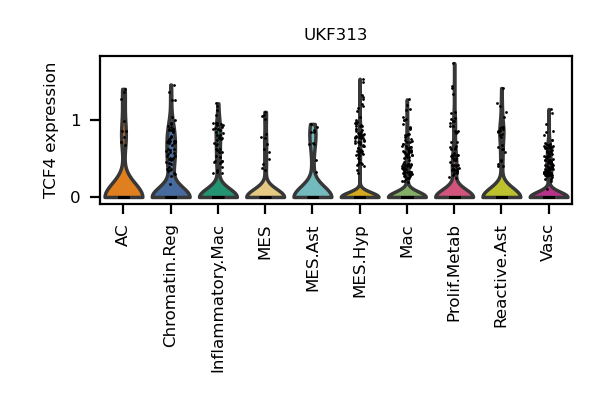 UKF313
TCF4 expression
1
0
AC
Chromatin.Reg
Inflammatory.Mac
MES
MES.Ast
MES.Hyp
Mac
Prolif.Metab
Reactive.Ast
Vasc